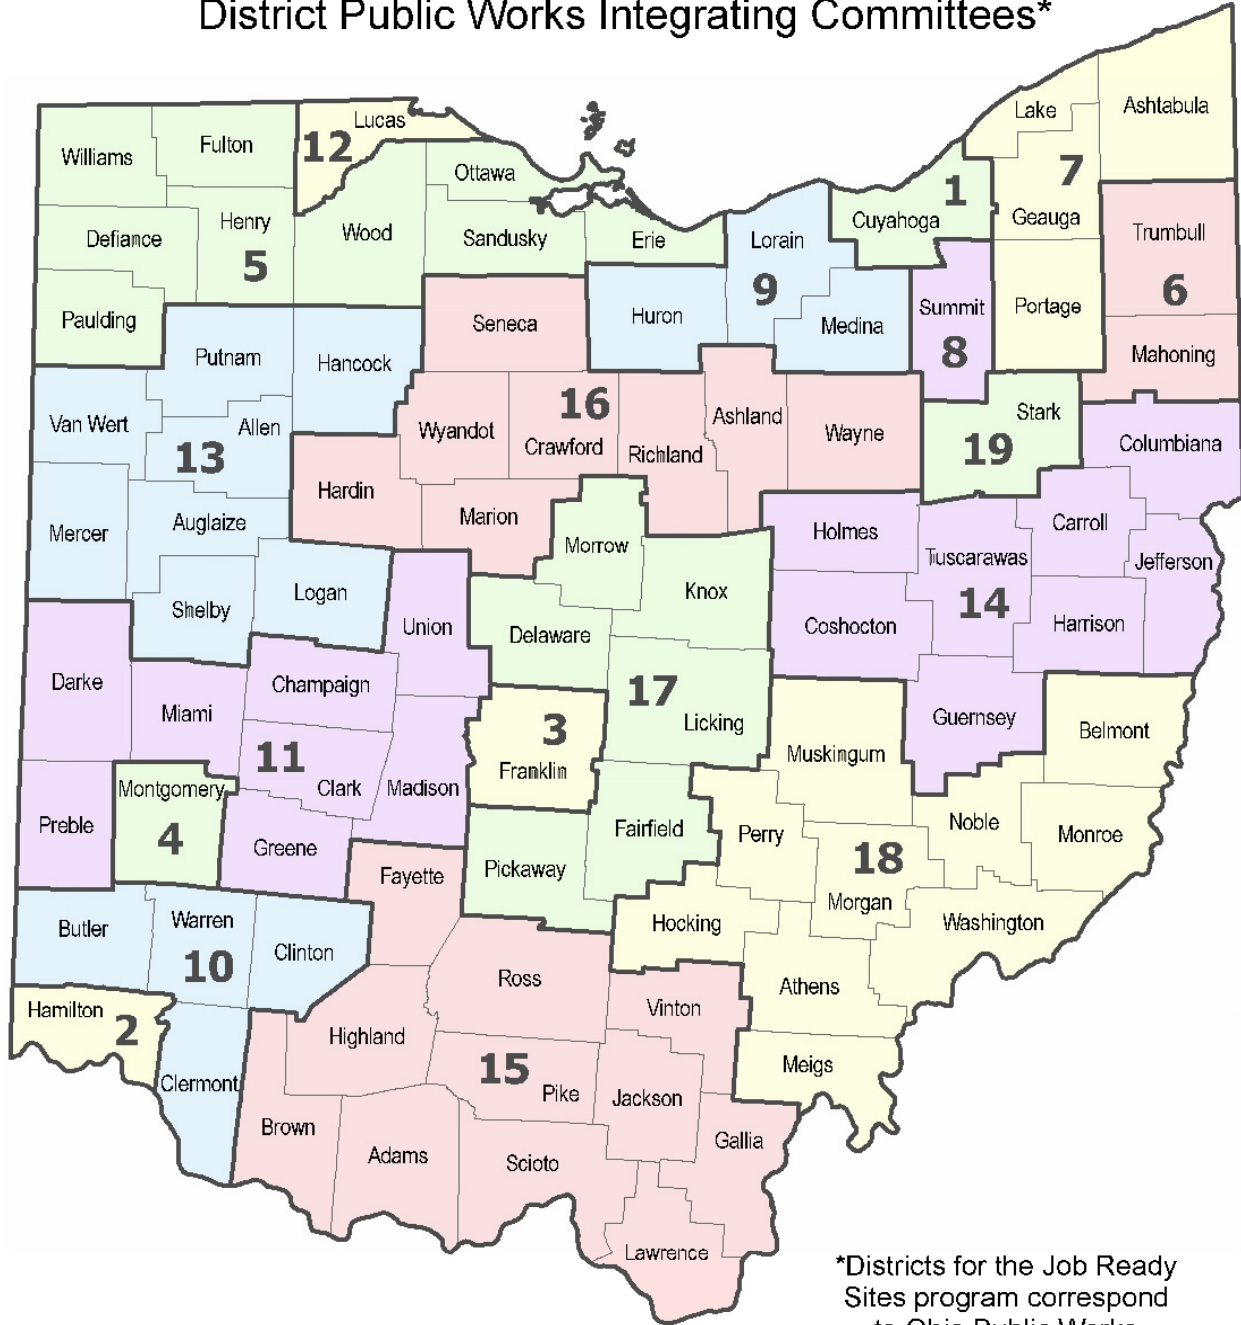 District Public Works Integrating Committees*
Lake
Ashtabula
Lucas
12
Williams
Fulton
Ottawa
7
1
Cuyahoga
Geauga
Henry
Wood
Defiance
Sandusky
Erie
Lorain
Trumbull
5
9
6
Paulding
Seneca
Huron
Medina
Summit
Portage
8
Putnam
Hancock
Mahoning
16
Van Wert
Allen
Wyandot
Crawford
Richland
Ashland
Wayne
Stark
19
Columbiana
13
Hardin
Mercer
Auglaize
Marion
Morrow
Holmes
Tuscarawas
Carroll
Jefferson
Shelby
Logan
Union
Knox
Delaware
Coshocton
14
Harrison
Darke
Champaign
Miami
17
Licking
Guernsey
Belmont
3
Franklin
Muskingum
11
Clark
Madison
Montgomery
Preble
4
Greene
Fairfield
Perry
Noble
Monroe
Pickaway
18
Fayette
Morgan
Butler
Warren
Clinton
Hocking
Washington
10
Ross
Athens
Hamilton
2
Vinton
Highland
Clermont
15
Pike
Jackson
Meigs
Brown
Adams
Scioto
Gallia
Lawrence
*Districts for the Job Ready
Sites program correspond
to Ohio Public Works